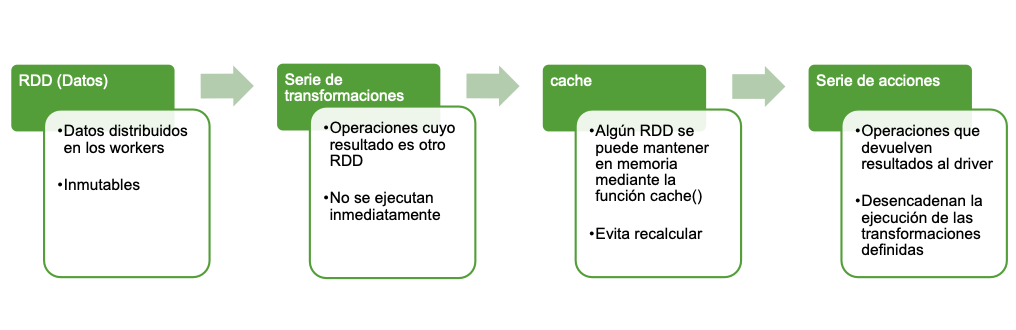 RDD (Datos)
•Datos distribuidos
en los workers
•Inmutables
Serie de
transformaciones
•Operaciones cuyo
resultado es otro
RDD
•No se ejecutan
inmediatamente
cache
•Algún RDD se
puede mantener
en memoria
mediante la
función cache()
•Evita recalcular
Serie de acciones
•Operaciones que
devuelven
resultados al driver
•Desencadenan la
ejecución de las
transformaciones
definidas